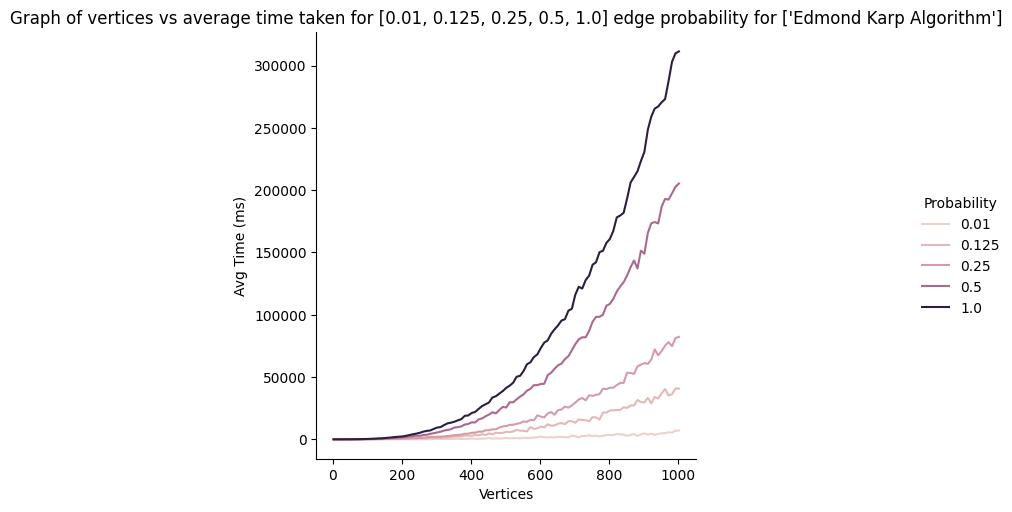 Graph of vertices vs average time taken for [0.01, 0.125, 0.25, 0.5, 1.0] edge probability for ['Edmond Karp Algorithm']
300000
250000
200000
150000
100000
50000
0
Avg Time (ms)
0 200 400 600 800 1000
Vertices
Probability
0.01
0.125
0.25
0.5
1.0